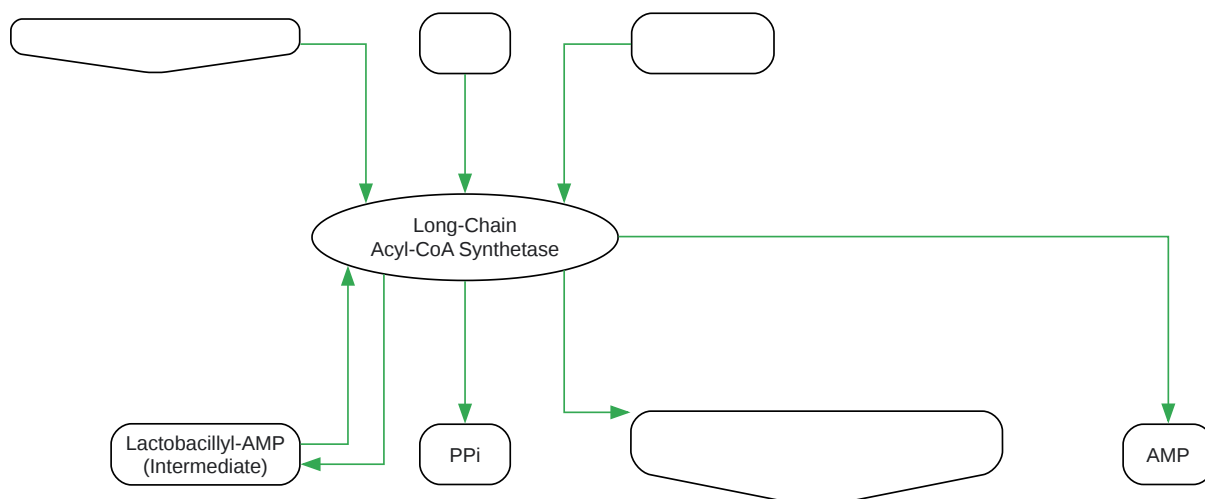 Long-Chain
Acyl-CoA Synthetase
Lactobacillyl-AMP
(Intermediate)
PPi
AMP